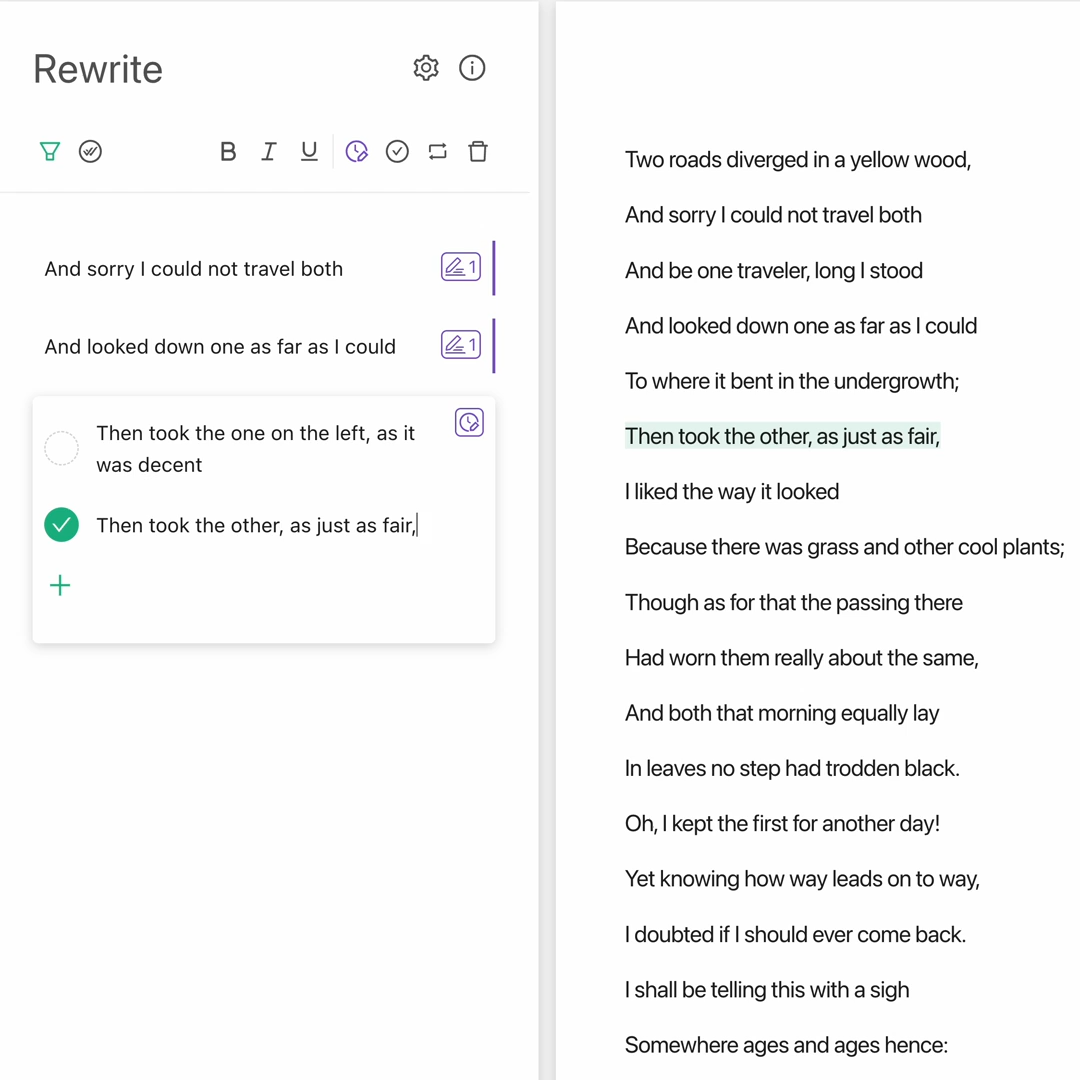 Rewrite
B I U
And sorry I could not travel both
1
And looked down one as far as I could
1
Then took the one on the left, as it
was decent
Then took the other, as just as fair,
Two roads diverged in a yellow wood,
And sorry I could not travel both
And be one traveler, long I stood
And looked down one as far as I could
To where it bent in the undergrowth;
Then took the other, as just as fair,
I liked the way it looked
Because there was grass and other cool plants;
Though as for that the passing there
Had worn them really about the same,
And both that morning equally lay
In leaves no step had trodden black.
Oh, I kept the first for another day!
Yet knowing how way leads on to way,
I doubted if I should ever come back.
I shall be telling this with a sigh
Somewhere ages and ages hence: